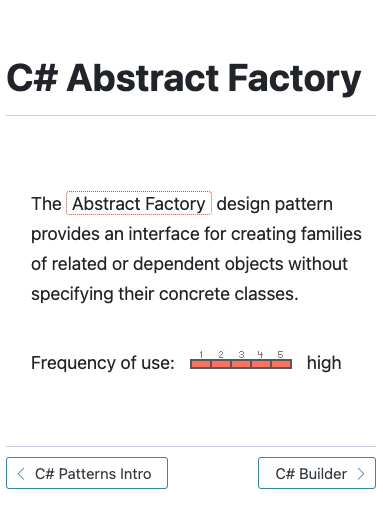 C# Abstract Factory
The Abstract Factory design pattern
provides an interface for creating families
of related or dependent objects without
specifying their concrete classes.
1 2 3 4 5
Frequency of use: high
C# Patterns Intro
C# Builder